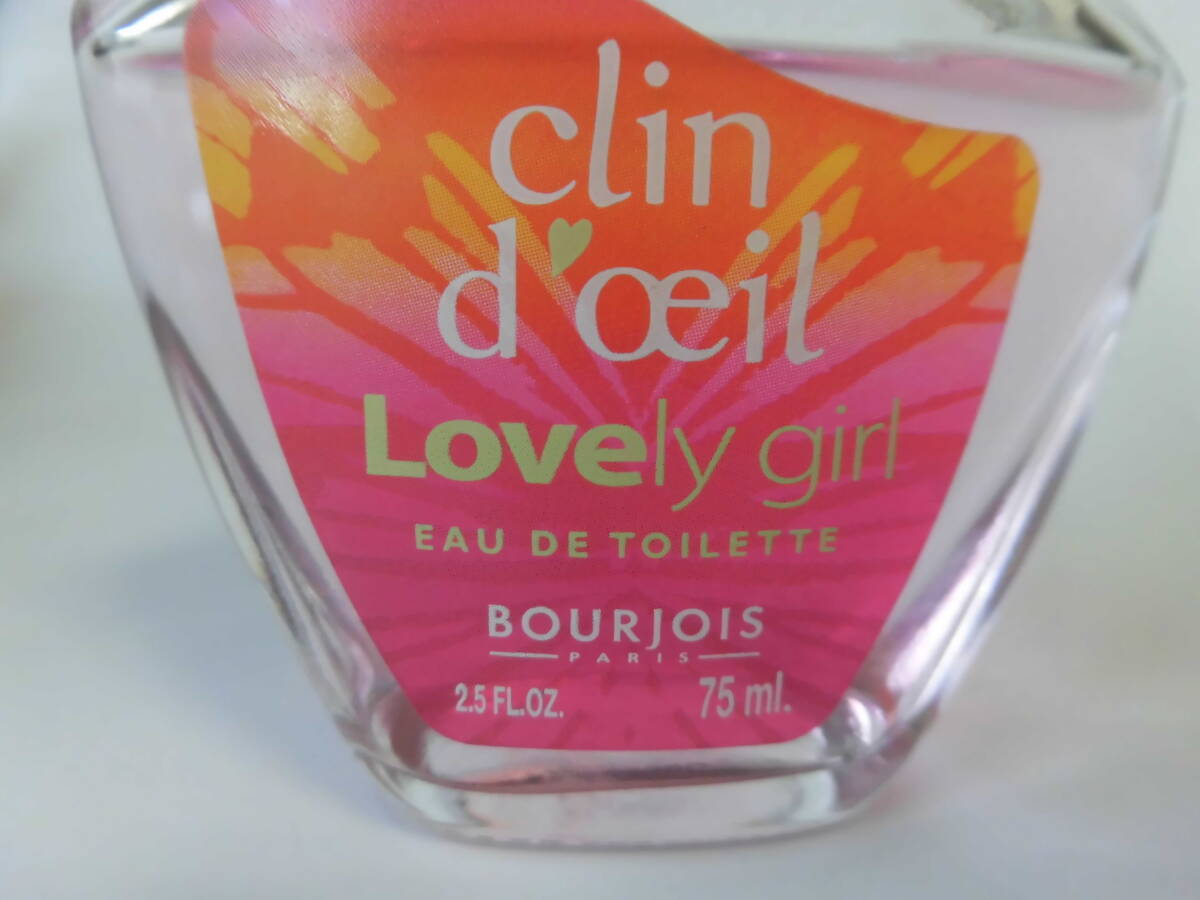 clin
d'œil
Lovely girl
EAU DE TOILETTE
BOURJOIS
PARIS
2.5 FL.OZ. 75 ml.